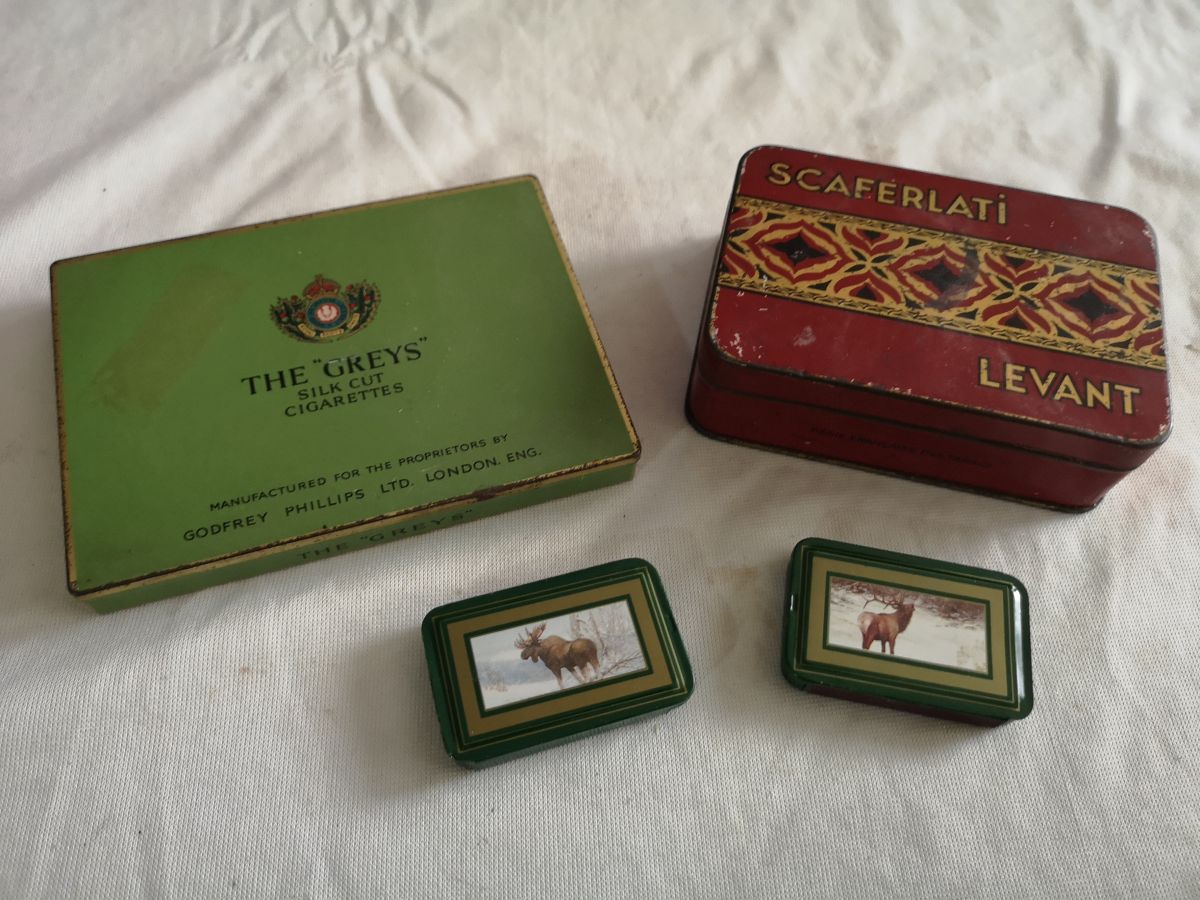 THE "GREYS"
SILK CUT
CIGARETTES
MANUFACTURED FOR THE PROPRIETORS BY
GODFREY PHILLIPS LTD. LONDON. ENG.
THE "GREYS"
SCAFERLATi
LEVANT